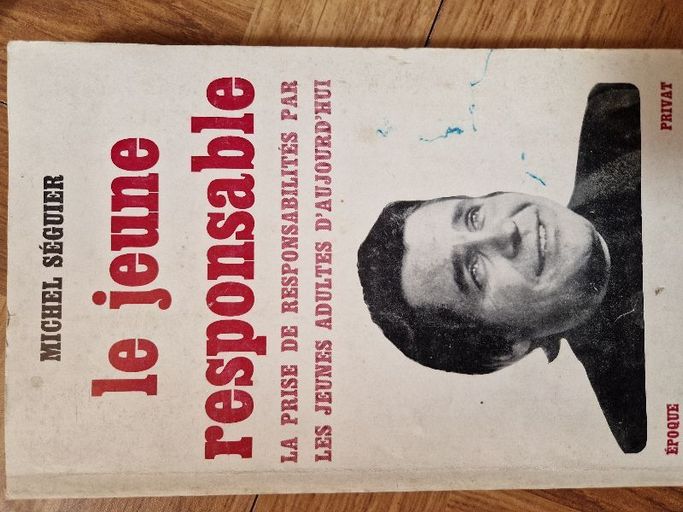 MICHEL SÉGUIER
le jeune
responsable
LA PRISE DE RESPONSABILITÉS PAR
LES JEUNES ADULTES D'AUJOURD'HUI
ÉPOQUE PRIVAT